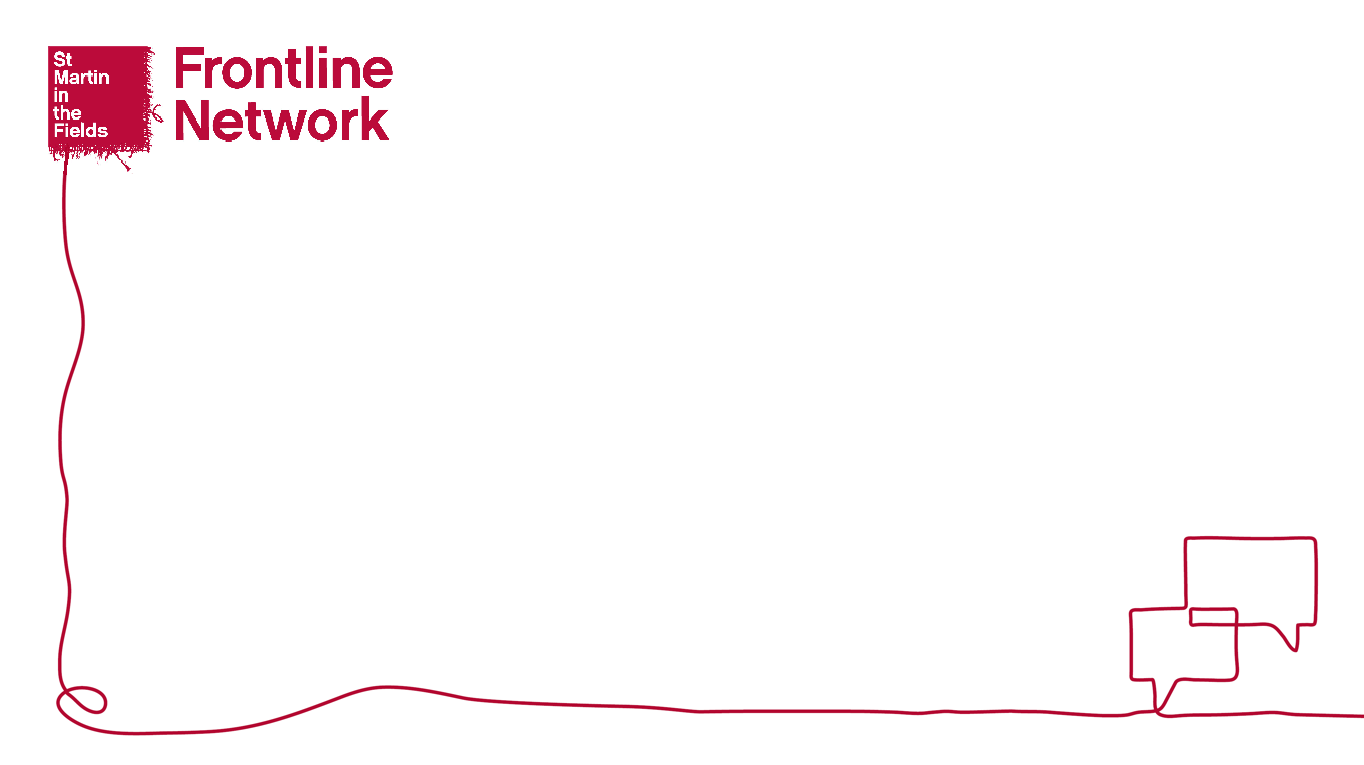 St
Martin
in
the
Fields
Frontline
Network